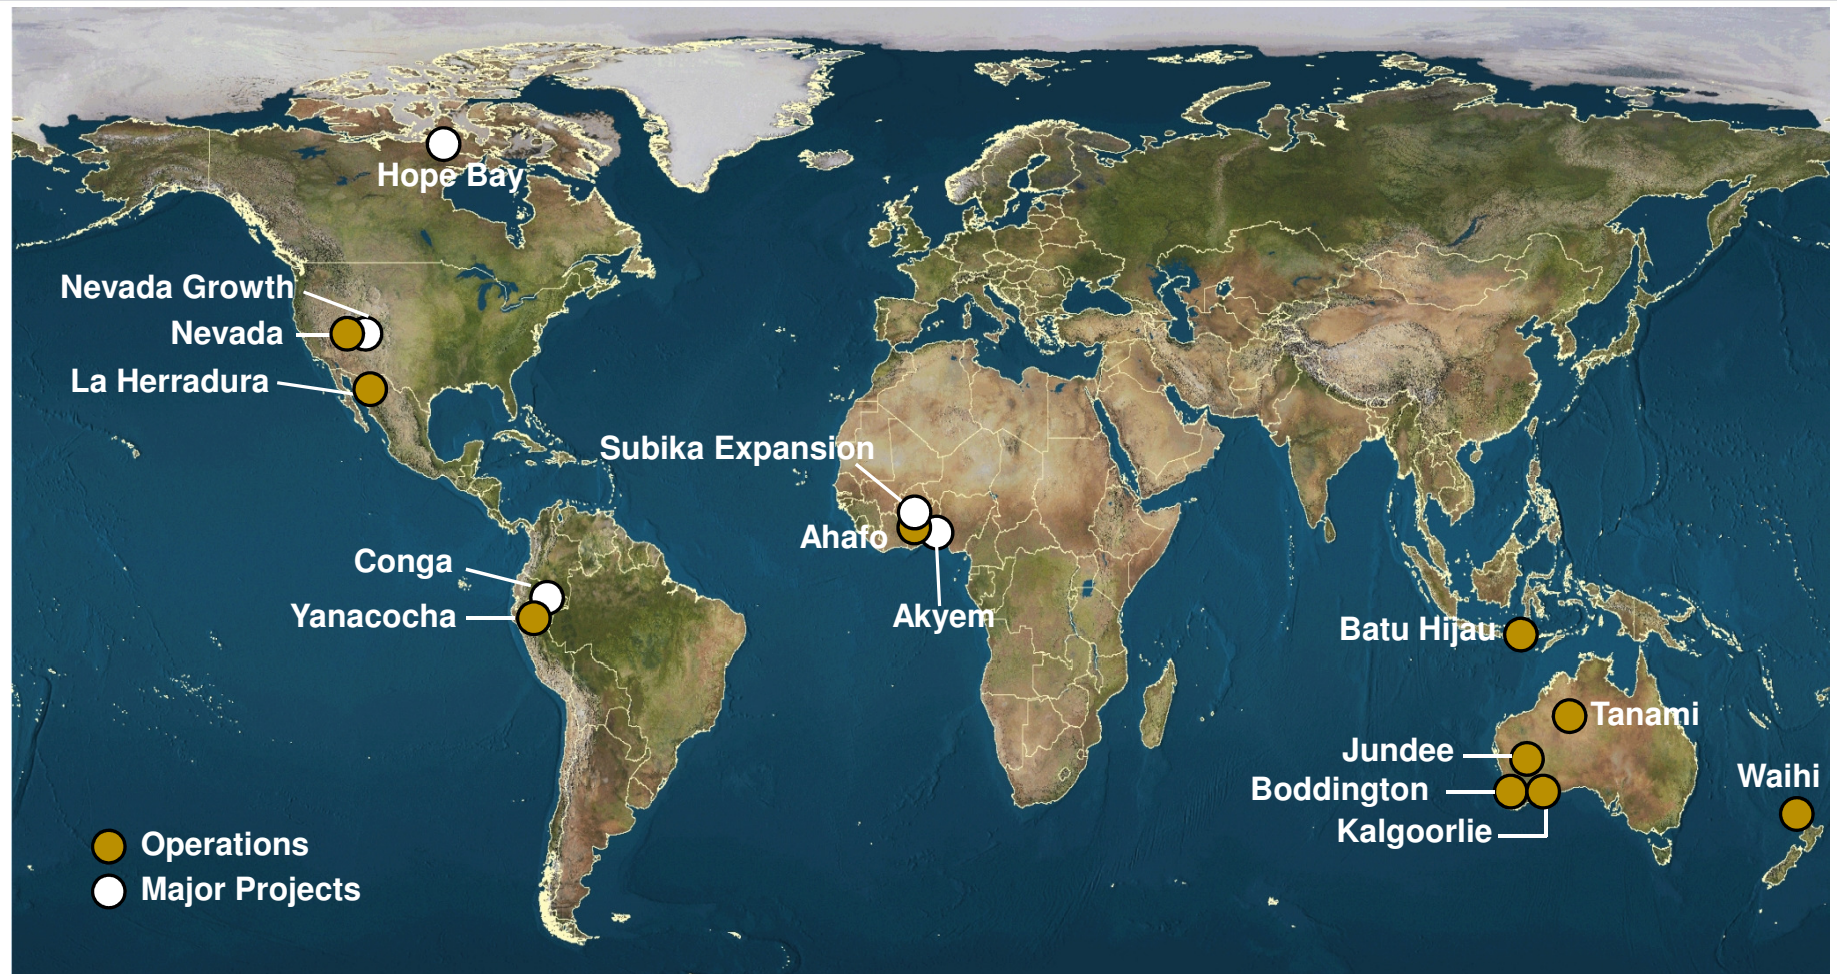 Hope Bay
Nevada Growth
Nevada
La Herradura
Subika Expansion
Ahafo
Conga
Yanacocha
Akyem
Batu Hijau
Tanami
Jundee
Waihi
Boddington
Kalgoorlie
Operations
Major Projects